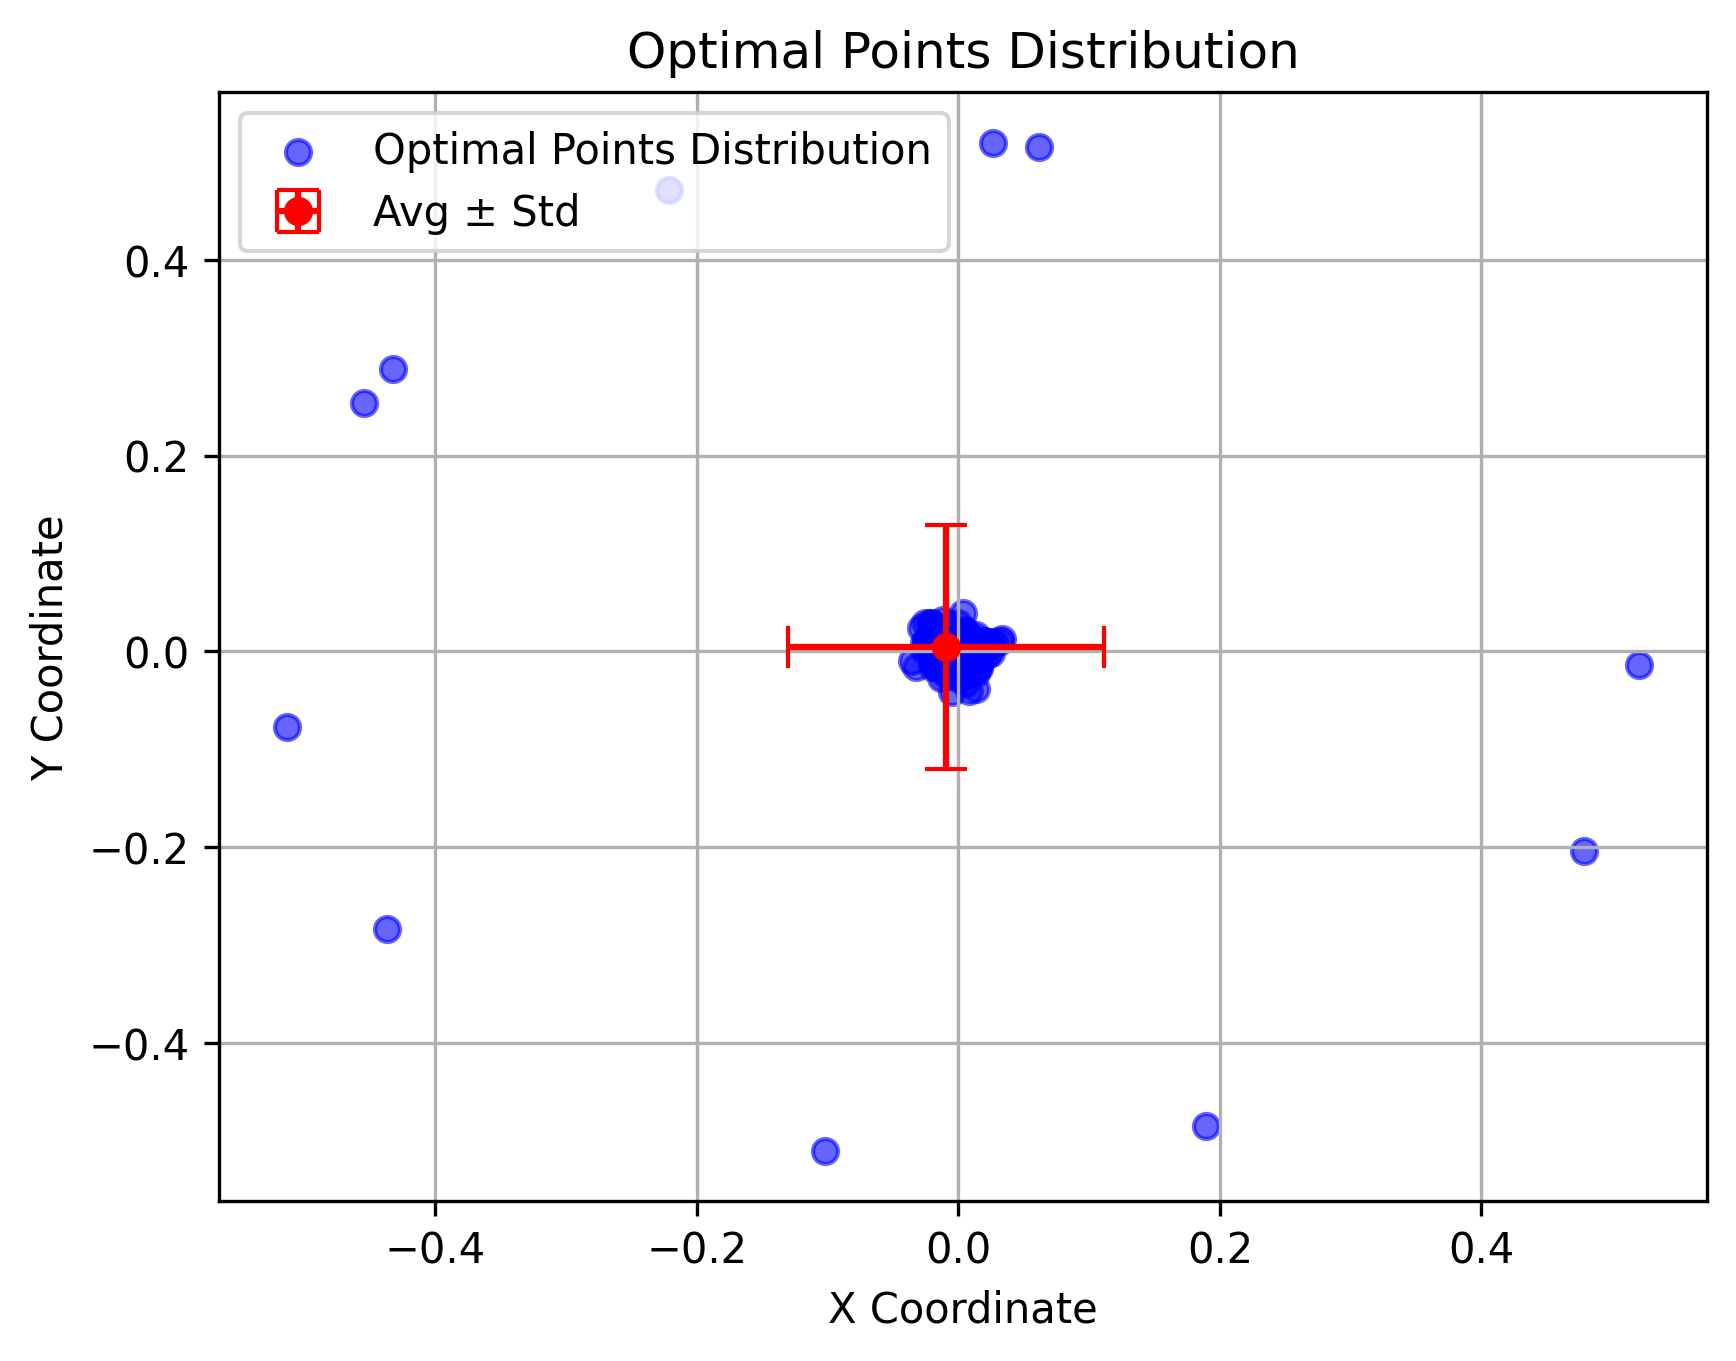 Optimal Points Distribution
Optimal Points Distribution
Avg ± Std
0.4
0.2
0.0
−0.2
−0.4
Y Coordinate
−0.4
−0.2
0.0
0.2
0.4
X Coordinate